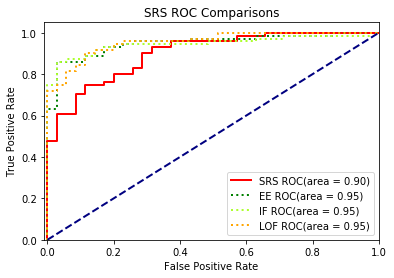 SRS ROC Comparisons
True Positive Rate
1.0
0.8
0.6
0.4
0.2
0.0
SRS ROC(area = 0.90)
EE ROC(area = 0.95)
IF ROC(area = 0.95)
LOF ROC(area = 0.95)
0.0 0.2 0.4 0.6 0.8 1.0
False Positive Rate